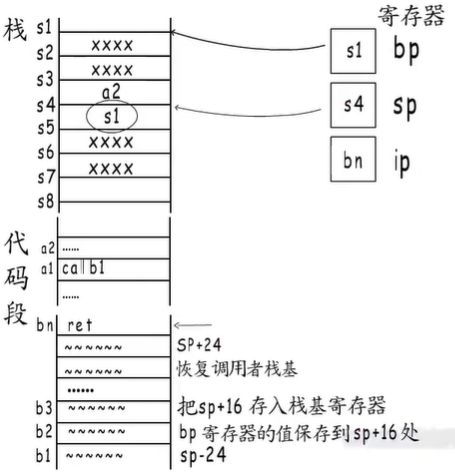 栈
寄存器
s1
xxxx
s2
xxxx
s3
a2
s4
s1
s5
xxxx
s6
xxxx
s7
s8
s1 bp
s4 sp
bn ip
代码段
a2 ......
a1 call b1
......
bn ret
~~~~~~ SP+24
~~~~~~ 恢复调用者栈基
......
b3 ~~~~~~ 把sp+16 存入栈基寄存器
b2 ~~~~~~ bp 寄存器的值保存到sp+16处
b1 ~~~~~~ sp-24